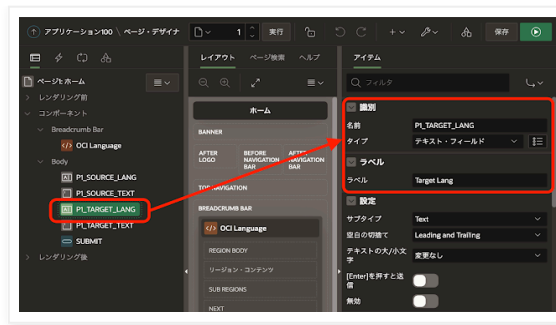 アプリケーション100 \ ページ・デザイナ
1
実行
保存
ページ1: ホーム
レンダリング前
コンポーネント
Breadcrumb Bar
OCI Language
Body
P1_SOURCE_LANG
P1_SOURCE_TEXT
P1_TARGET_LANG
P1_TARGET_TEXT
SUBMIT
レンダリング後
レイアウト
ページ検索
ヘルプ
ホーム
BANNER
AFTER LOGO
BEFORE NAVIGATION BAR
AFTER NAVIGATION BAR
TOP NAVIGATION
BREADCRUMB BAR
OCI Language
REGION BODY
リージョン・コンテンツ
SUB REGIONS
NEXT
アイテム
フィルタ
識別
名前
P1_TARGET_LANG
タイプ
テキスト・フィールド
ラベル
ラベル
Target Lang
設定
サブタイプ
Text
空白の切捨て
Leading and Trailing
テキストの大/小文字
変更なし
[Enter]を押すと送信
無効